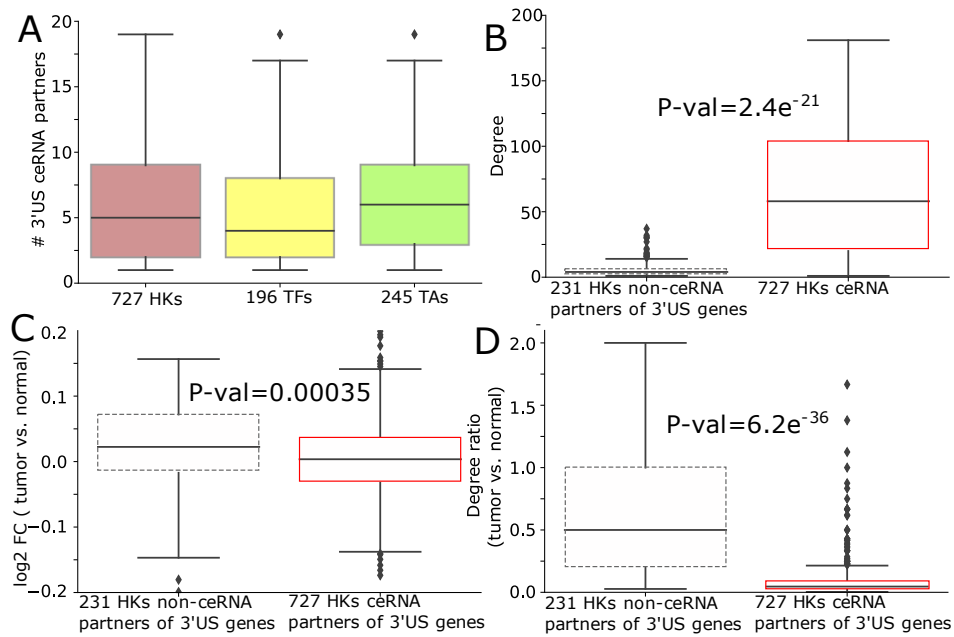 A
# 3'US ceRNA partners
20
15
10
5
0
727 HKs
196 TFs
245 TAs
B
Degree
200
150
100
50
0
P-val=2.4e-21
231 HKs non-ceRNA
partners of 3'US genes
727 HKs ceRNA
C
log2 FC ( tumor vs. normal)
0.2
0.1
0.0
−0.1
−0.2
P-val=0.00035
231 HKs non-ceRNA
partners of 3'US genes
727 HKs ceRNA
partners of 3'US genes
D
Degree ratio
(tumor vs. normal)
2.0
1.5
1.0
0.5
0.0
P-val=6.2e-36
231 HKs non-ceRNA
partners of 3'US genes
727 HKs ceRNA
partners of 3'US genes